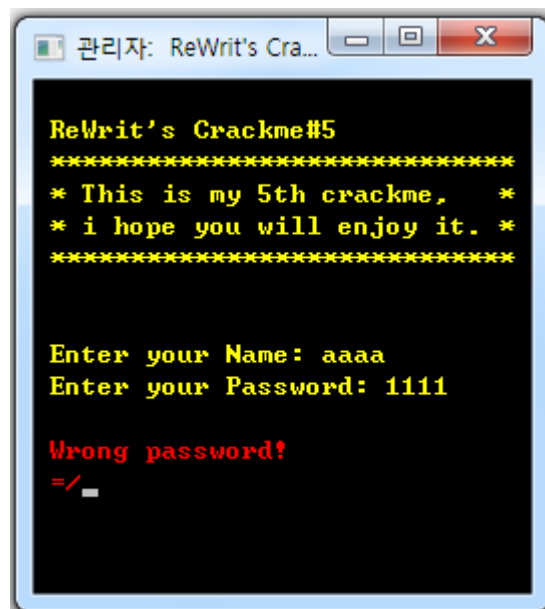 관리자: ReWrit's Cra...
ReWrit's Crackme#5
*****************************
* This is my 5th crackme,   *
* i hope you will enjoy it. *
*****************************
Enter your Name: aaaa
Enter your Password: 1111
Wrong password!
=/